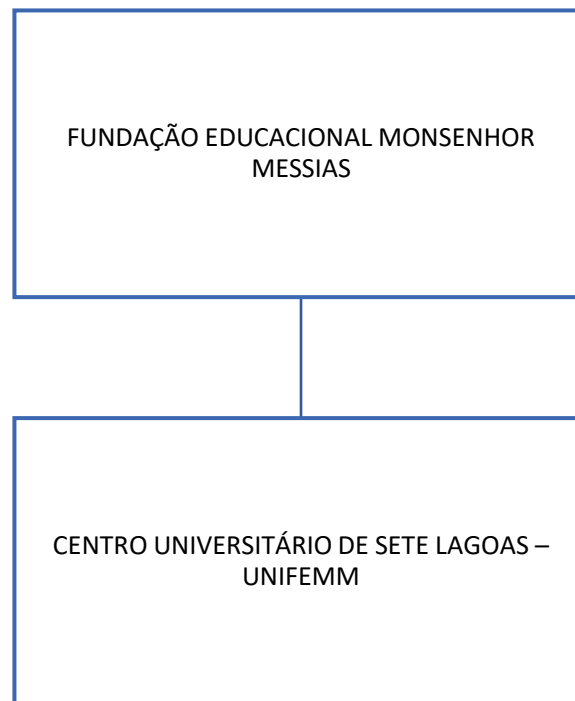 FUNDAÇÃO EDUCACIONAL MONSENHOR
MESSIAS
CENTRO UNIVERSITÁRIO DE SETE LAGOAS –
UNIFEMM